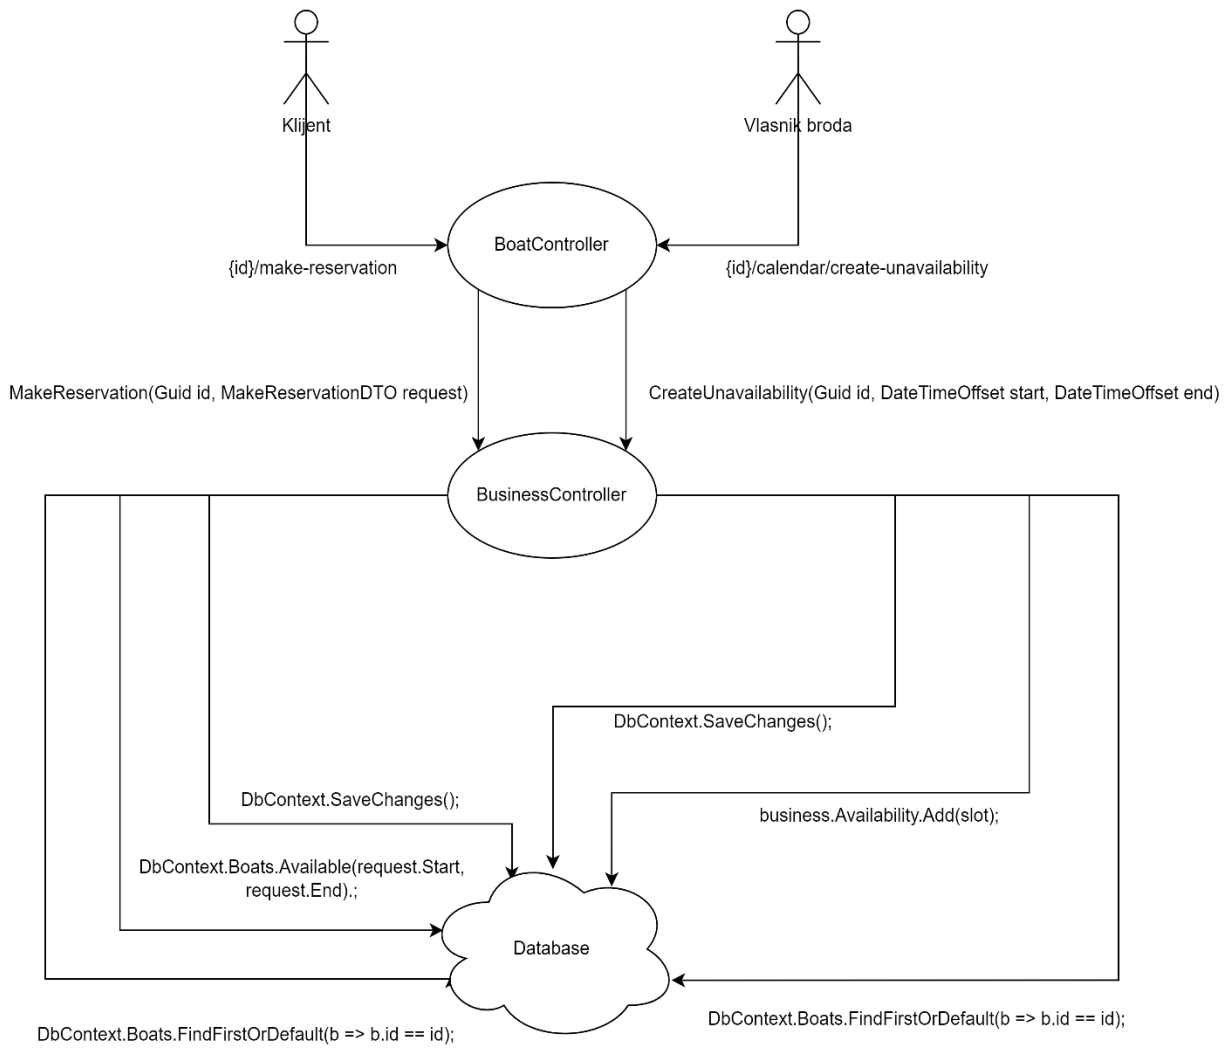 Klijent
Vlasnik broda
BoatController
{id}/make-reservation
{id}/calendar/create-unavailability
MakeReservation(Guid id, MakeReservationDTO request)
CreateUnavailability(Guid id, DateTimeOffset start, DateTimeOffset end)
BusinessController
DbContext.SaveChanges();
DbContext.SaveChanges();
business.Availability.Add(slot);
DbContext.Boats.Available(request.Start,
request.End).;
Database
DbContext.Boats.FindFirstOrDefault(b => b.id == id);
DbContext.Boats.FindFirstOrDefault(b => b.id == id);